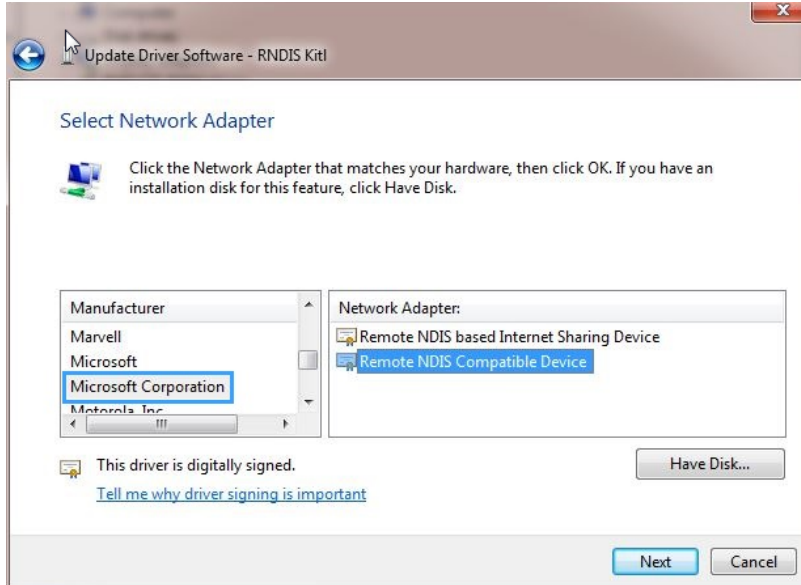 Update Driver Software - RNDIS Kitl
Select Network Adapter
Click the Network Adapter that matches your hardware, then click OK. If you have an
installation disk for this feature, click Have Disk.
Manufacturer
Marvell
Microsoft
Microsoft Corporation
Motorola, Inc.
Network Adapter:
Remote NDIS based Internet Sharing Device
Remote NDIS Compatible Device
This driver is digitally signed.
Have Disk...
Tell me why driver signing is important
Next
Cancel